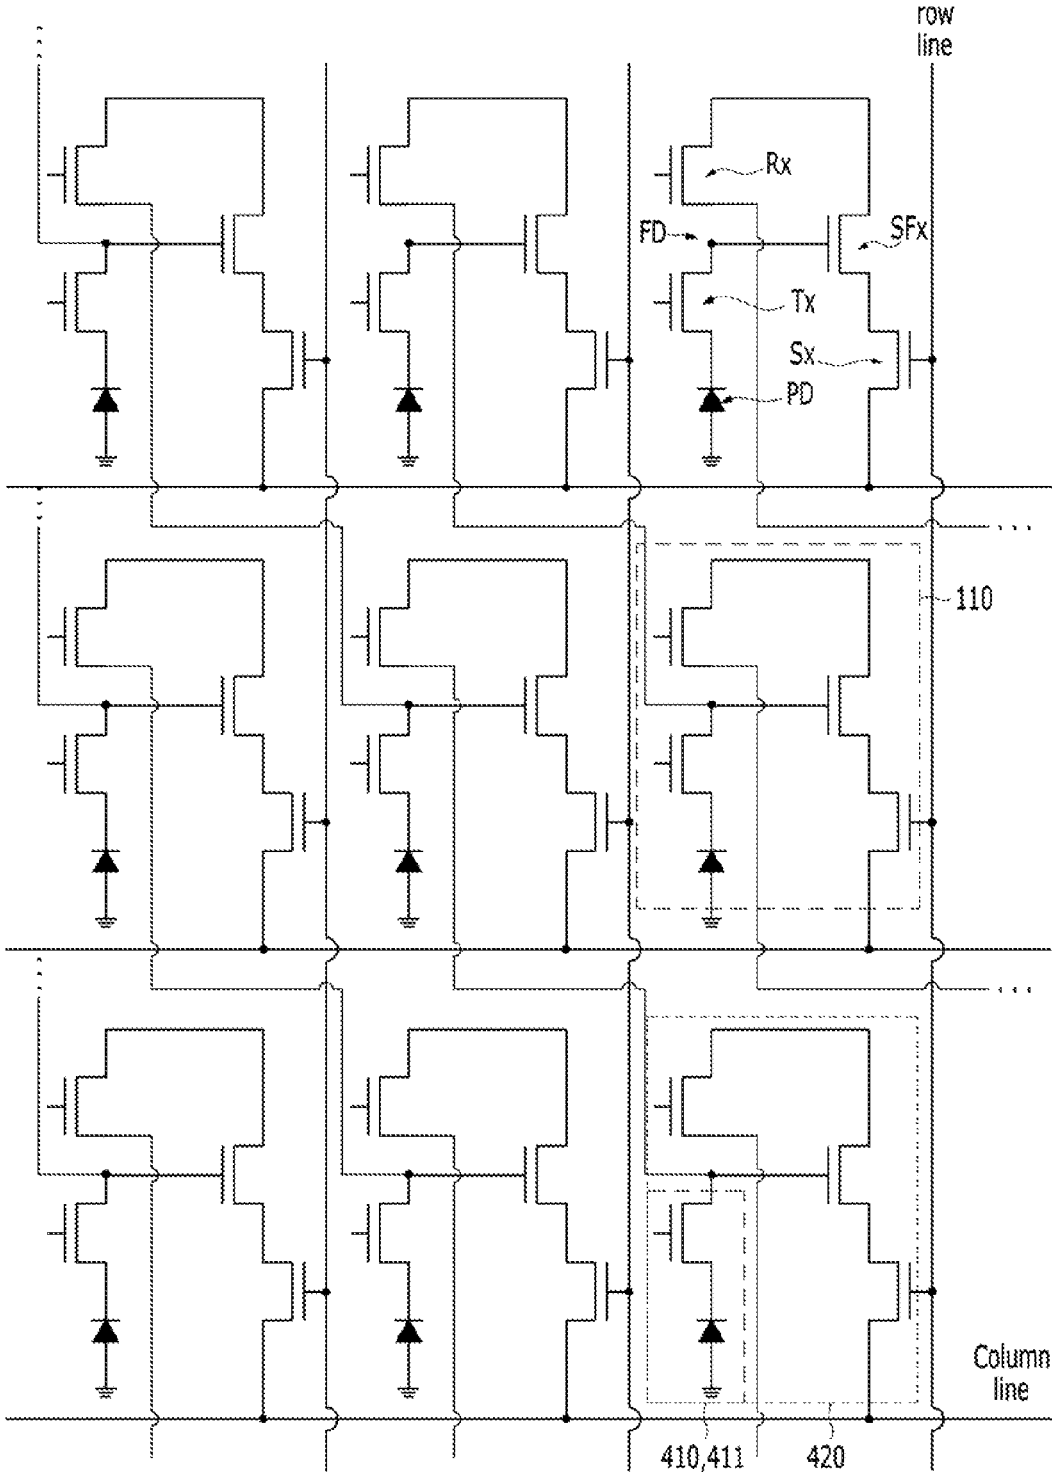 row
line
Rx
FD
SFx
Tx
Sx
PD
110
Column
line
410,411
420